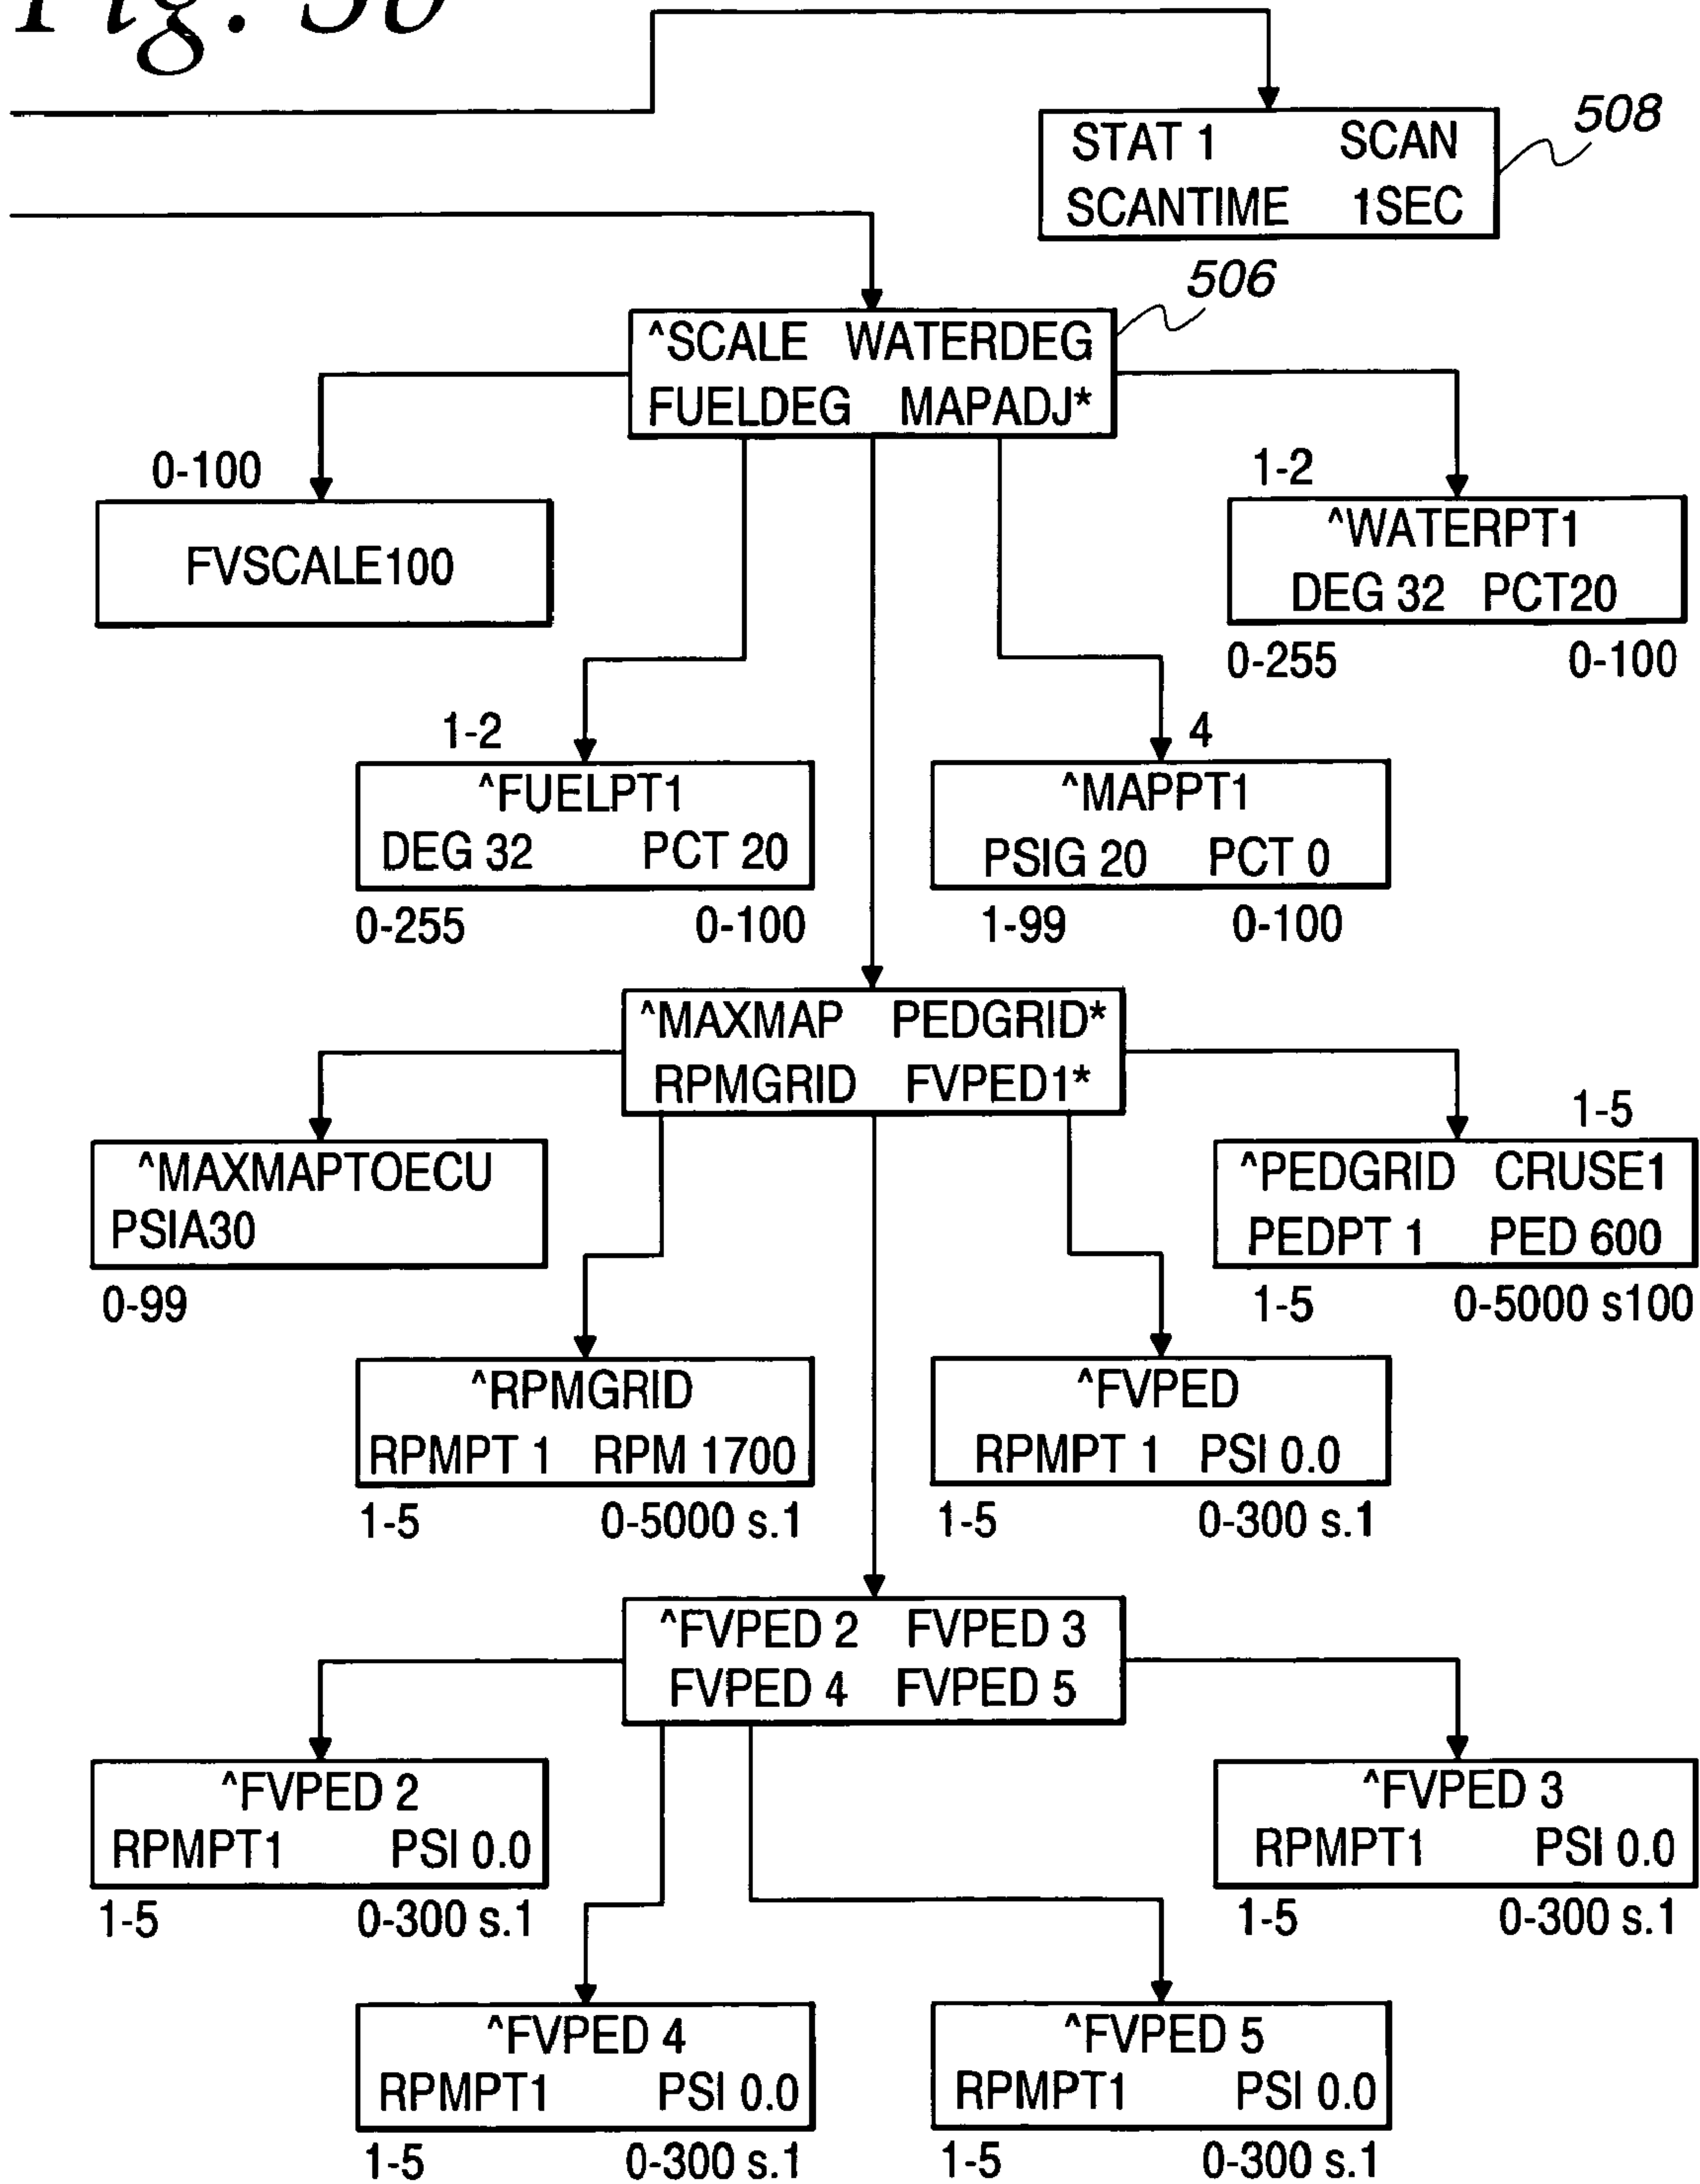 Fig. 5b
508
STAT 1 SCAN
SCANTIME 1SEC
506
^SCALE WATERDEG
FUELDEG MAPADJ*
0-100
FVSCALE100
1-2
^WATERPT1
DEG 32 PCT20
0-255 0-100
1-2
^FUELPT1
DEG 32 PCT 20
0-255 0-100
4
^MAPPT1
PSIG 20 PCT 0
1-99 0-100
^MAXMAP PEDGRID*
RPMGRID FVPED1*
^MAXMAPTOECU
PSIA30
0-99
1-5
^PEDGRID CRUSE1
PEDPT 1 PED 600
1-5 0-5000 s100
^RPMGRID
RPMPT 1 RPM 1700
1-5 0-5000 s.1
^FVPED
RPMPT 1 PSI 0.0
1-5 0-300 s.1
^FVPED 2 FVPED 3
FVPED 4 FVPED 5
^FVPED 2
RPMPT1 PSI 0.0
1-5 0-300 s.1
^FVPED 3
RPMPT1 PSI 0.0
1-5 0-300 s.1
^FVPED 4
RPMPT1 PSI 0.0
1-5 0-300 s.1
^FVPED 5
RPMPT1 PSI 0.0
1-5 0-300 s.1